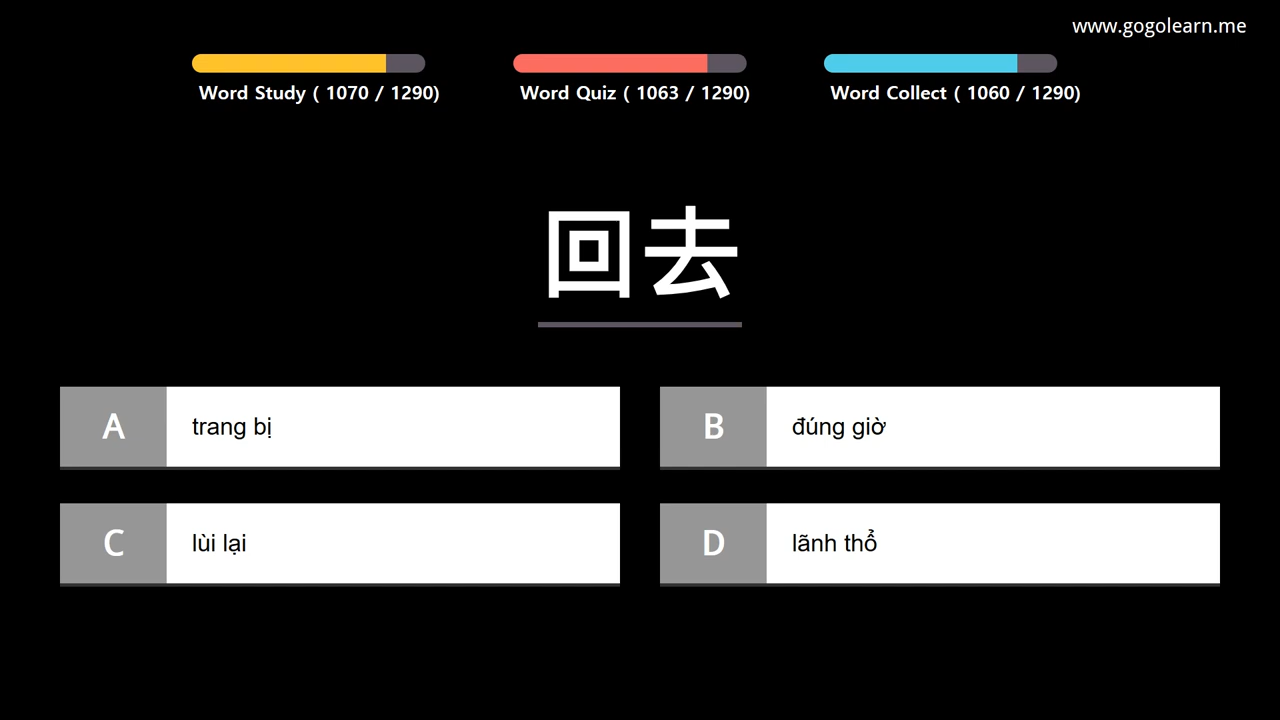 www.gogolearn.me
Word Study ( 1070 / 1290)
Word Quiz ( 1063 / 1290)
Word Collect ( 1060 / 1290)
回去
A trang bị
B đúng giờ
C lùi lại
D lãnh thổ